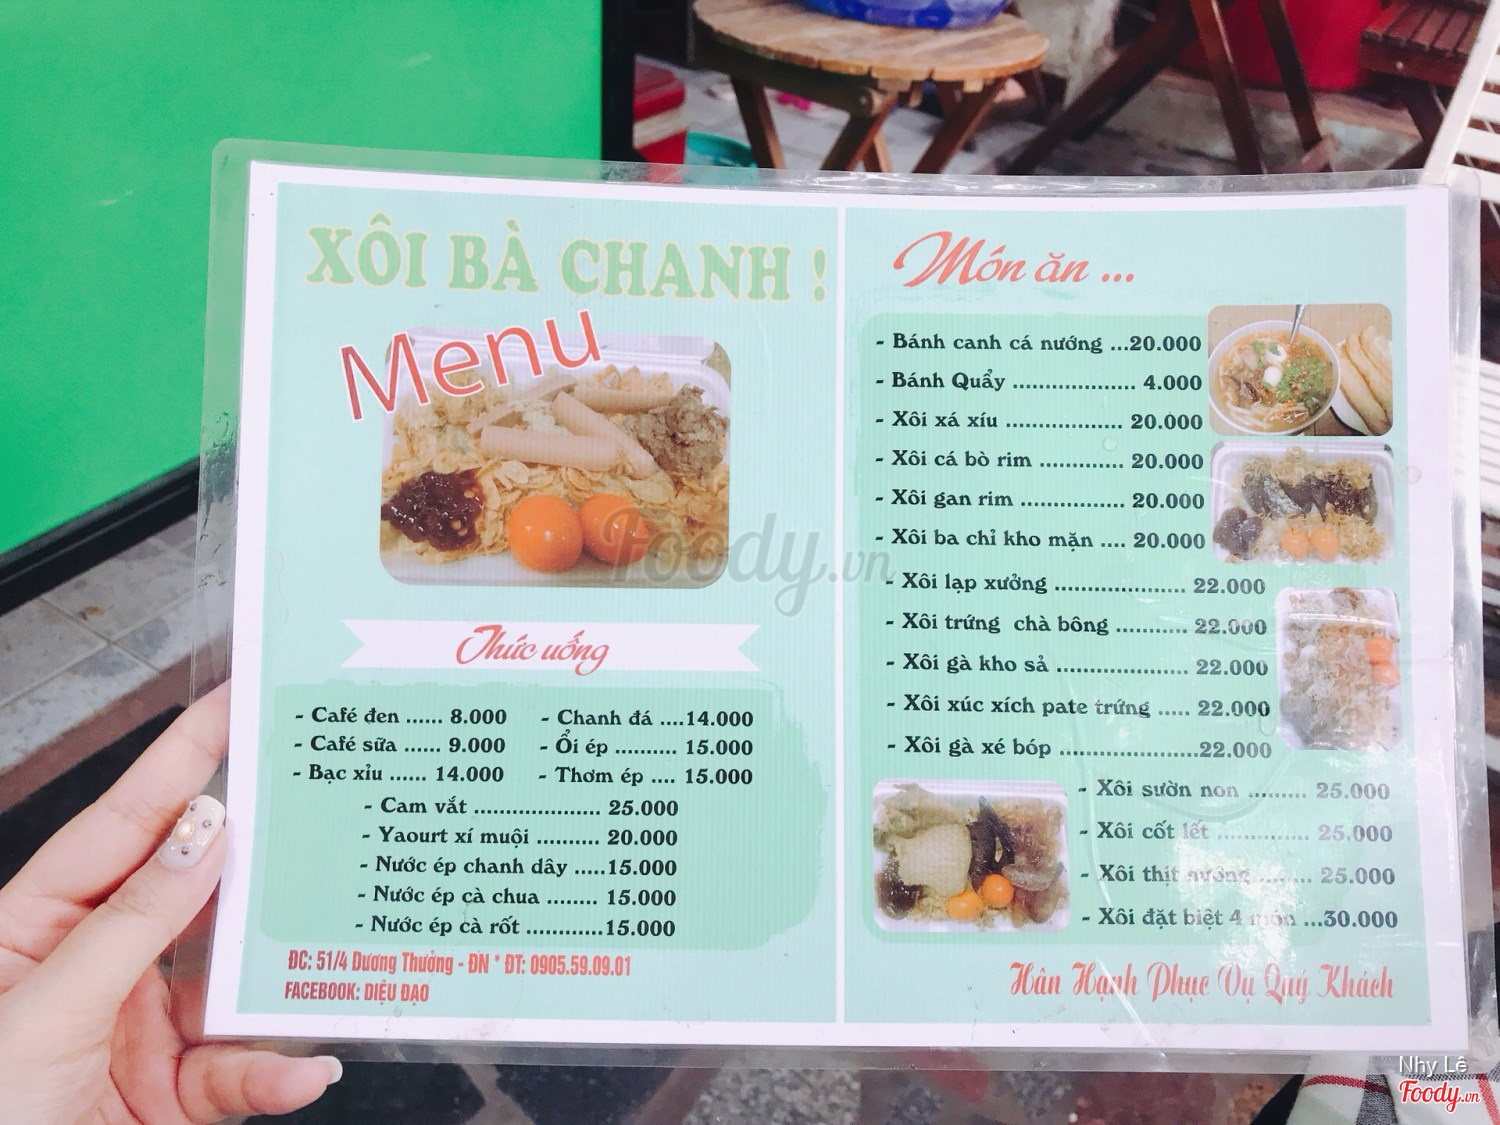 XÔI BÀ CHANH !
Menu
Thức uống
- Café đen ...... 8.000
- Café sữa ...... 9.000
- Bạc xỉu ...... 14.000
- Chanh đá ....14.000
- Ổi ép .......... 15.000
- Thơm ép .... 15.000
- Cam vắt ..................... 25.000
- Yaourt xí muội .......... 20.000
- Nước ép chanh dây .....15.000
- Nước ép cà chua ........ 15.000
- Nước ép cà rốt ............15.000
ĐC: 51/4 Dương Thưởng - ĐN * ĐT: 0905.59.09.01
FACEBOOK: DIỆU ĐẠO
Món ăn ...
- Bánh canh cá nướng ...20.000
- Bánh Quẩy .................... 4.000
- Xôi xá xíu ................... 20.000
- Xôi cá bò rim ............. 20.000
- Xôi gan rim ................. 20.000
- Xôi ba chỉ kho mặn .... 20.000
- Xôi lạp xưởng ...................... 22.000
- Xôi trứng chà bông ........... 22.000
- Xôi gà kho sả ..................... 22.000
- Xôi xúc xích pate trứng ..... 22.000
- Xôi gà xé bóp .......................22.000
- Xôi sườn non ......... 25.000
- Xôi cốt lết .............. 25.000
- Xôi thịt nướng ........ 25.000
- Xôi đặt biệt 4 món ...30.000
Hân Hạnh Phục Vụ Quý Khách
Foody.vn
Nhy Lê
Foody.vn